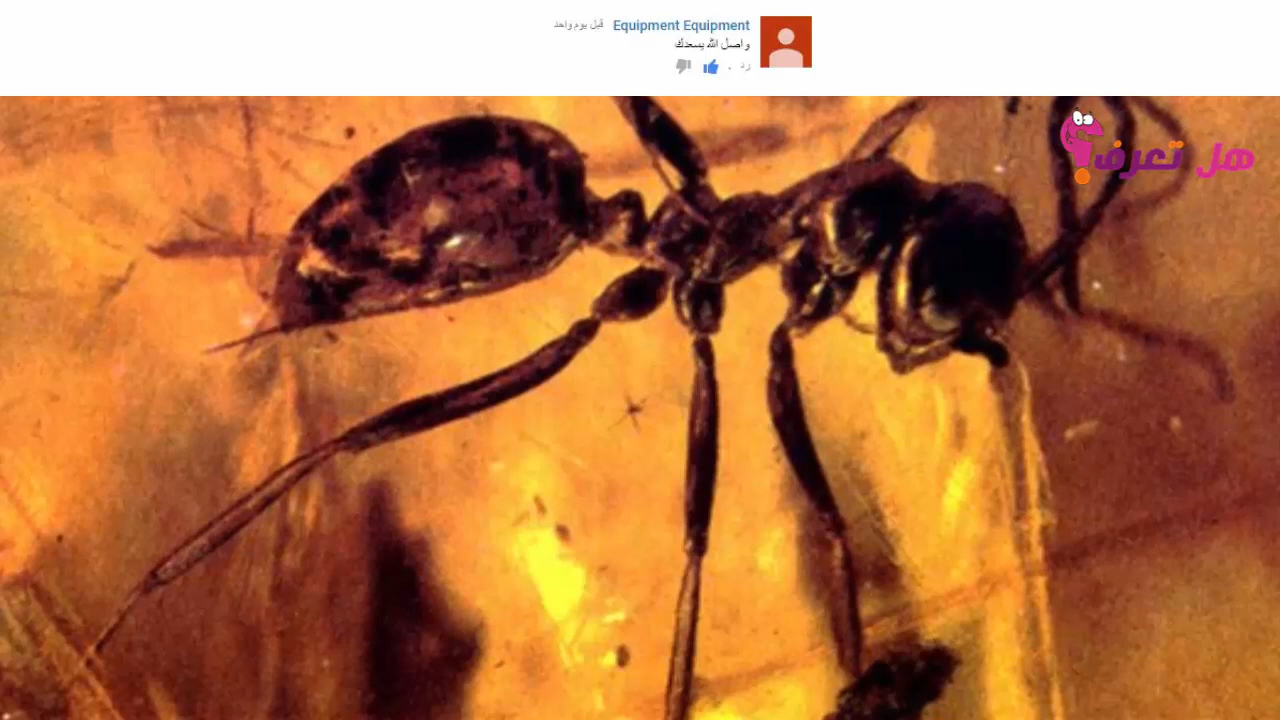 Equipment Equipment قبل يوم واحد
واصل الله يسعدك
رد .
هل تعرف؟